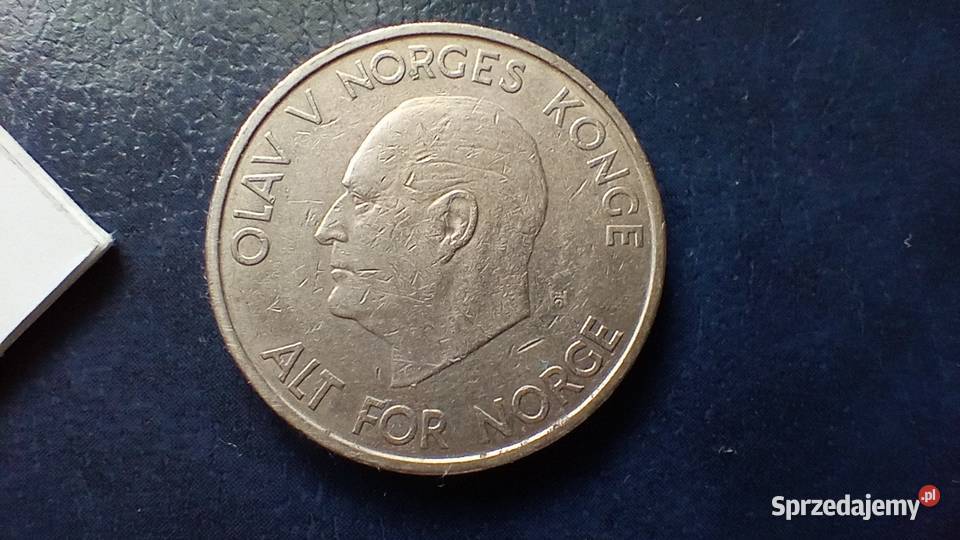 OLAV V NORGES KONGE
ALT FOR NORGE
Sprzedajemy.pl